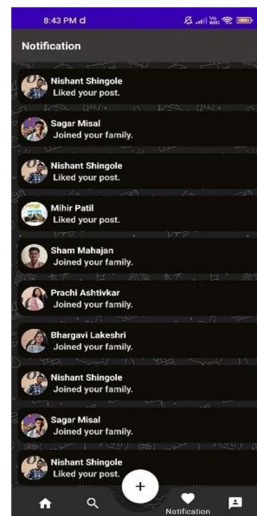 8:43 PM d
Notification
Nishant Shingole
Liked your post.
Sagar Misal
Joined your family.
Nishant Shingole
Liked your post.
Mihir Patil
Liked your post.
Sham Mahajan
Joined your family.
Prachi Ashtivkar
Joined your family.
Bhargavi Lakeshri
Joined your family.
Nishant Shingole
Joined your family.
Sagar Misal
Joined your family.
Nishant Shingole
Liked your post.
+
Notification